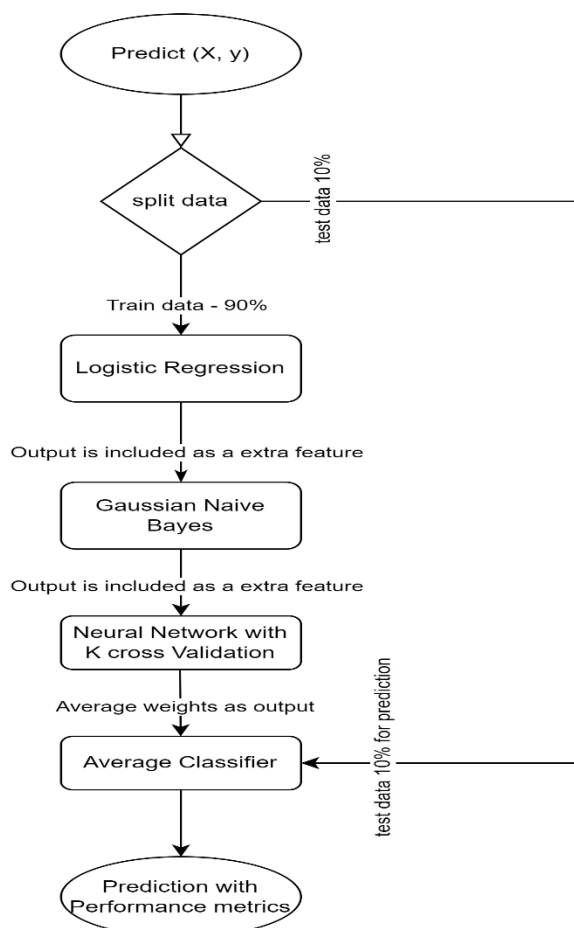 Predict (X, y)
split data
test data 10%
Train data - 90%
Logistic Regression
Output is included as a extra feature
Gaussian Naive
Bayes
Output is included as a extra feature
Neural Network with
K cross Validation
Average weights as output
Average Classifier
test data 10% for prediction
Prediction with
Performance metrics